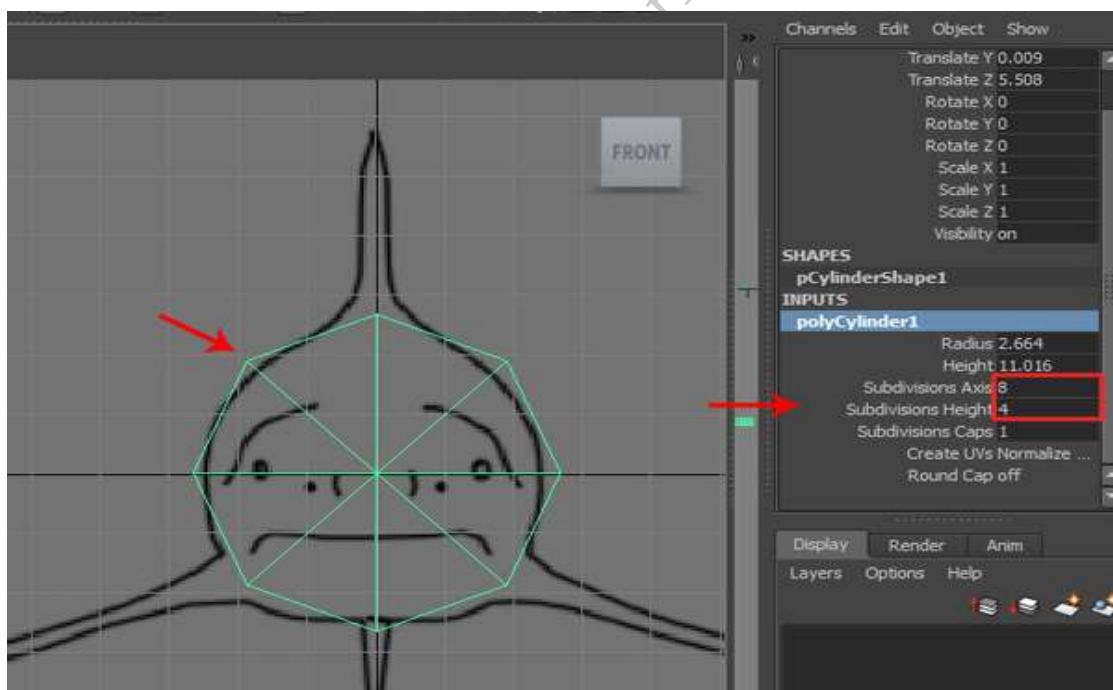 Channels Edit Object Show
Translate Y 0.009
Translate Z 5.508
Rotate X 0
Rotate Y 0
Rotate Z 0
Scale X 1
Scale Y 1
Scale Z 1
Visibility on
SHAPES
pCylinderShape1
INPUTS
polyCylinder1
Radius 2.664
Height 11.016
Subdivisions Axis 8
Subdivisions Height 4
Subdivisions Caps 1
Create UVs Normalize ...
Round Cap off
FRONT
Display Render Anim
Layers Options Help